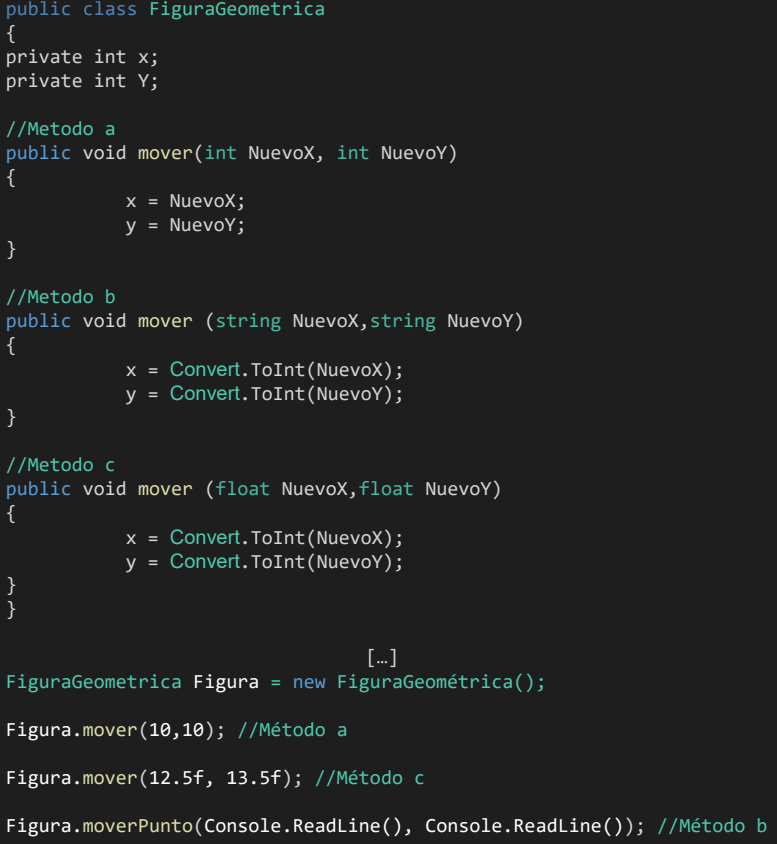 public class FiguraGeometrica
{
private int x;
private int Y;
//Metodo a
public void mover(int NuevoX, int NuevoY)
{
x = NuevoX;
y = NuevoY;
}
//Metodo b
public void mover (string NuevoX,string NuevoY)
{
x = Convert.ToInt(NuevoX);
y = Convert.ToInt(NuevoY);
}
//Metodo c
public void mover (float NuevoX,float NuevoY)
{
x = Convert.ToInt(NuevoX);
y = Convert.ToInt(NuevoY);
}
}
[…]
FiguraGeometrica Figura = new FiguraGeométrica();
Figura.mover(10,10); //Método a
Figura.mover(12.5f, 13.5f); //Método c
Figura.moverPunto(Console.ReadLine(), Console.ReadLine()); //Método b